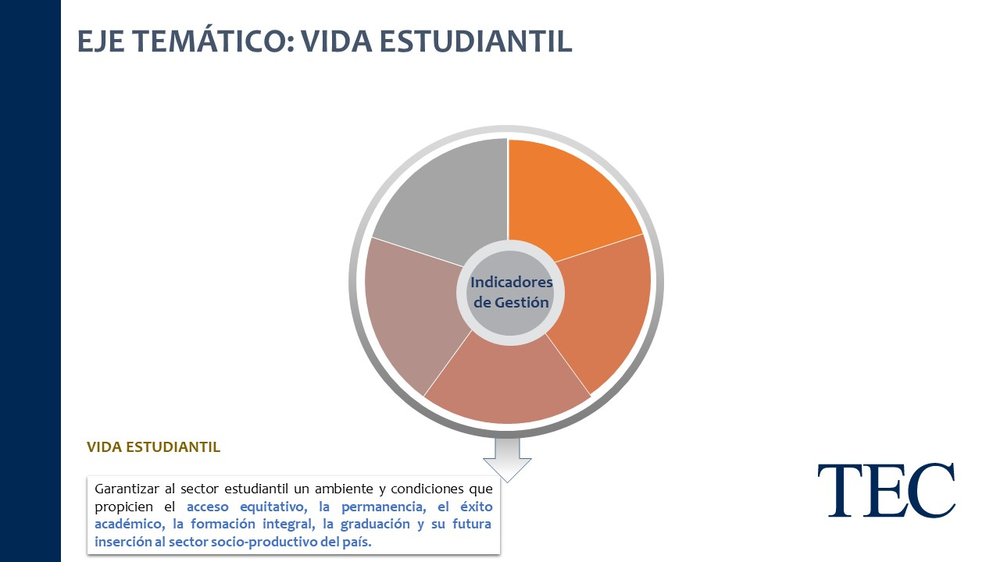 EJE TEMÁTICO: VIDA ESTUDIANTIL
Indicadores
de Gestión
VIDA ESTUDIANTIL
Garantizar al sector estudiantil un ambiente y condiciones que
propicien el acceso equitativo, la permanencia, el éxito
académico, la formación integral, la graduación y su futura
inserción al sector socio-productivo del país.
TEC